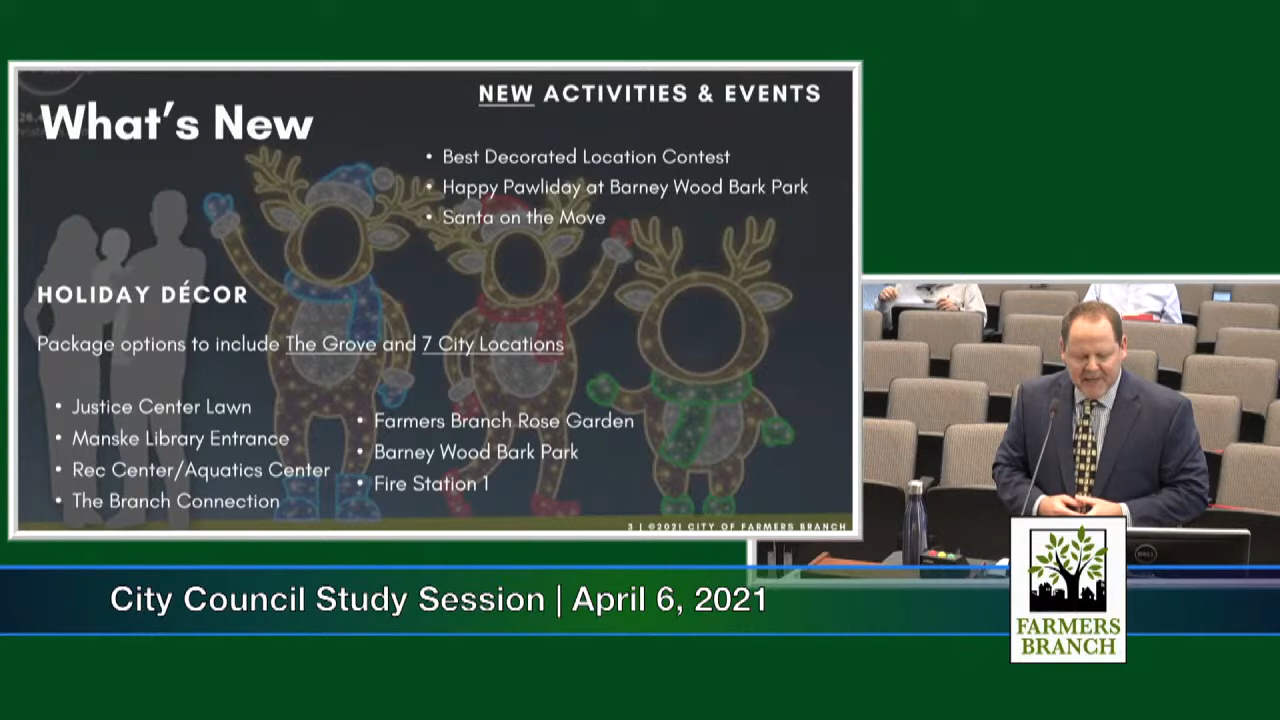 What's New
NEW ACTIVITIES & EVENTS
• Best Decorated Location Contest
• Happy Pawliday at Barney Wood Bark Park
• Santa on the Move
HOLIDAY DÉCOR
Package options to include The Grove and 7 City Locations
• Justice Center Lawn
• Manske Library Entrance
• Rec Center/Aquatics Center
• The Branch Connection
• Farmers Branch Rose Garden
• Barney Wood Bark Park
• Fire Station 1
3 | ©2021 CITY OF FARMERS BRANCH
DELL
City Council Study Session | April 6, 2021
FARMERS
BRANCH